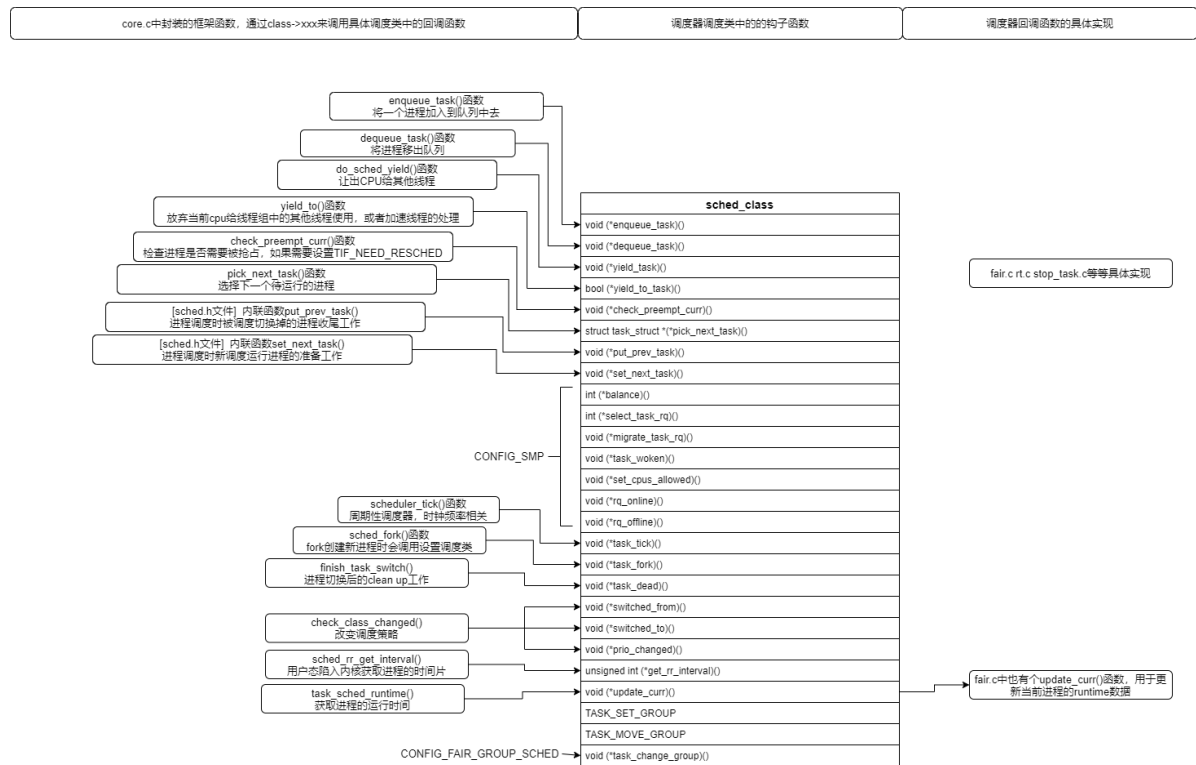 core.c中封装的框架函数，通过class->xxx来调用具体调度类中的回调函数
调度器调度类中的的钩子函数
调度器回调函数的具体实现
enqueue_task()函数
将一个进程加入到队列中去
dequeue_task()函数
将进程移出队列
do_sched_yield()函数
让出CPU给其他线程
yield_to()函数
放弃当前cpu给线程组中的其他线程使用，或者加速线程的处理
check_preempt_curr()函数
检查进程是否需要被抢占，如果需要设置TIF_NEED_RESCHED
pick_next_task()函数
选择下一个待运行的进程
[sched.h文件] 内联函数put_prev_task()
进程调度时被调度切换掉的进程收尾工作
[sched.h文件] 内联函数set_next_task()
进程调度时新调度运行进程的准备工作
CONFIG_SMP
scheduler_tick()函数
周期性调度器，时钟频率相关
sched_fork()函数
fork创建新进程时会调用设置调度类
finish_task_switch()
进程切换后的clean up工作
check_class_changed()
改变调度策略
sched_rr_get_interval()
用户态陷入内核获取进程的时间片
task_sched_runtime()
获取进程的运行时间
CONFIG_FAIR_GROUP_SCHED
sched_class
void (*enqueue_task)()
void (*dequeue_task)()
void (*yield_task)()
bool (*yield_to_task)()
void (*check_preempt_curr)()
struct task_struct *(*pick_next_task)()
void (*put_prev_task)()
void (*set_next_task)()
int (*balance)()
int (*select_task_rq)()
void (*migrate_task_rq)()
void (*task_woken)()
void (*set_cpus_allowed)()
void (*rq_online)()
void (*rq_offline)()
void (*task_tick)()
void (*task_fork)()
void (*task_dead)()
void (*switched_from)()
void (*switched_to)()
void (*prio_changed)()
unsigned int (*get_rr_interval)()
void (*update_curr)()
TASK_SET_GROUP
TASK_MOVE_GROUP
void (*task_change_group)()
fair.c rt.c stop_task.c等等具体实现
fair.c中也有个update_curr()函数，用于更
新当前进程的runtime数据